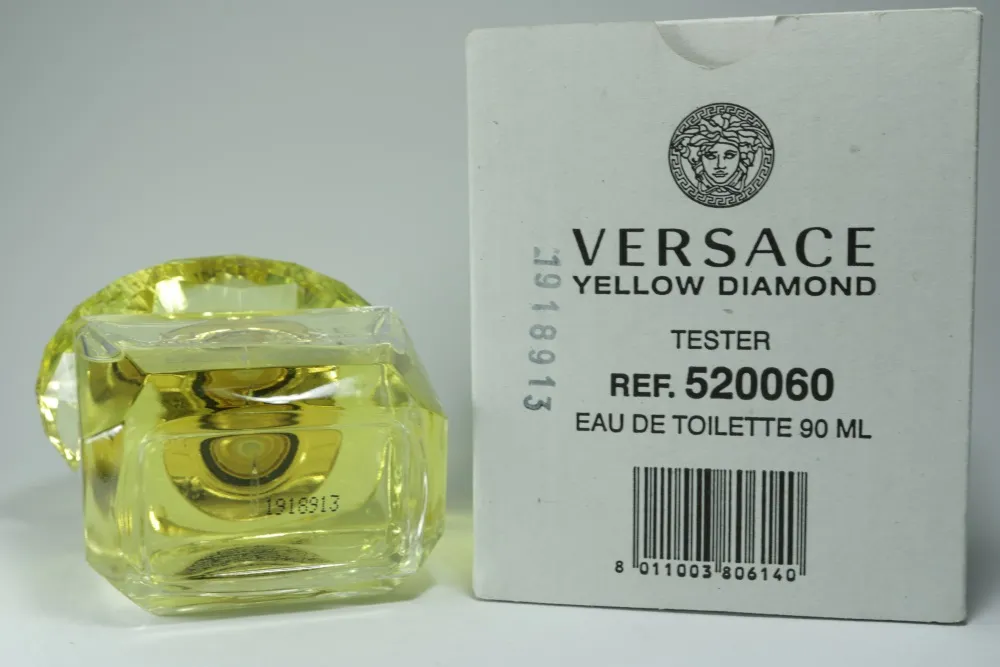 VERSACE
YELLOW DIAMOND
TESTER
REF. 520060
EAU DE TOILETTE 90 ML
8 011003 806140
1918913
1918913